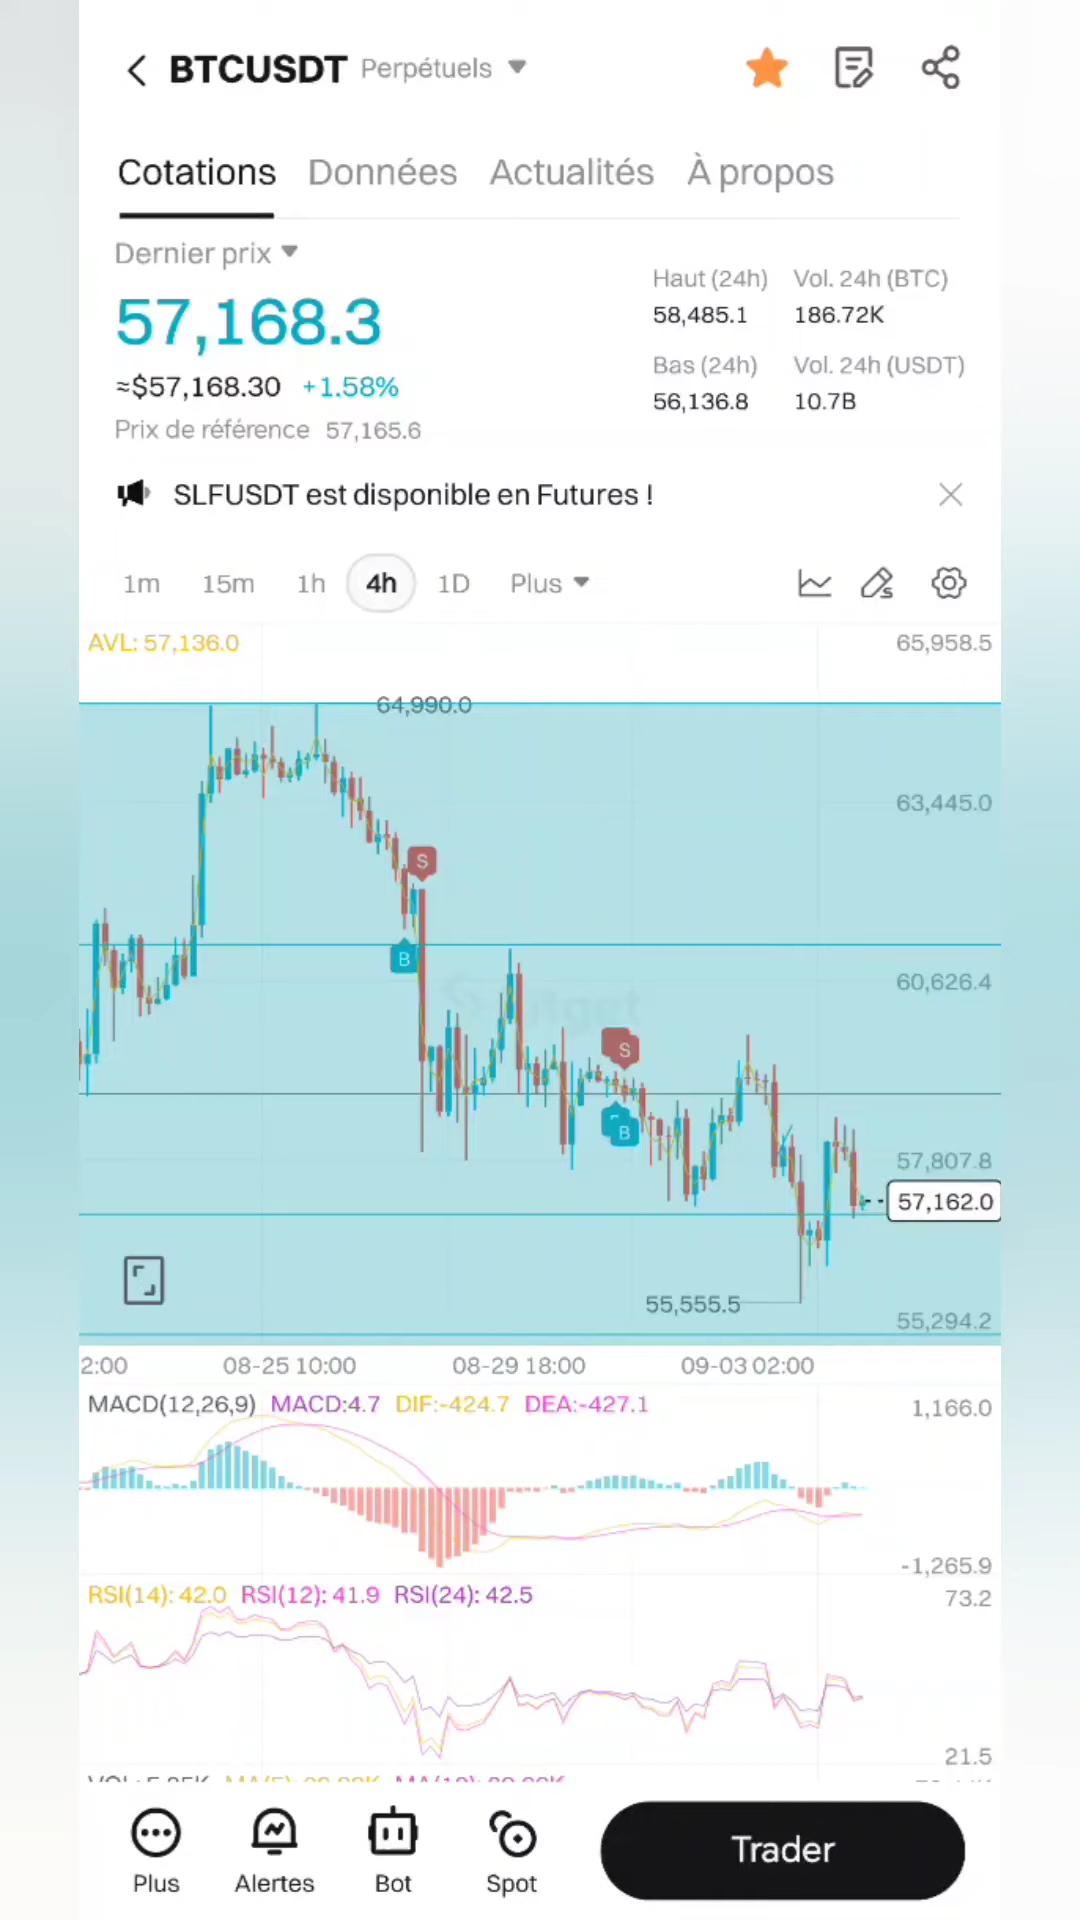 BTCUSDT Perpétuels
Cotations Données Actualités À propos
Dernier prix
57,168.3
≈$57,168.30 +1.58%
Prix de référence 57,165.6
Haut (24h) Vol. 24h (BTC)
58,485.1 186.72K
Bas (24h) Vol. 24h (USDT)
56,136.8 10.7B
SLFUSDT est disponible en Futures !
1m 15m 1h 4h 1D Plus
AVL: 57,136.0
65,958.5
64,990.0
63,445.0
S
B
60,626.4
Bitget
S
B
57,807.8
57,162.0
55,555.5
55,294.2
2:00 08-25 10:00 08-29 18:00 09-03 02:00
MACD(12,26,9) MACD:4.7 DIF:-424.7 DEA:-427.1
1,166.0
-1,265.9
RSI(14): 42.0 RSI(12): 41.9 RSI(24): 42.5
73.2
21.5
Plus Alertes Bot Spot Trader